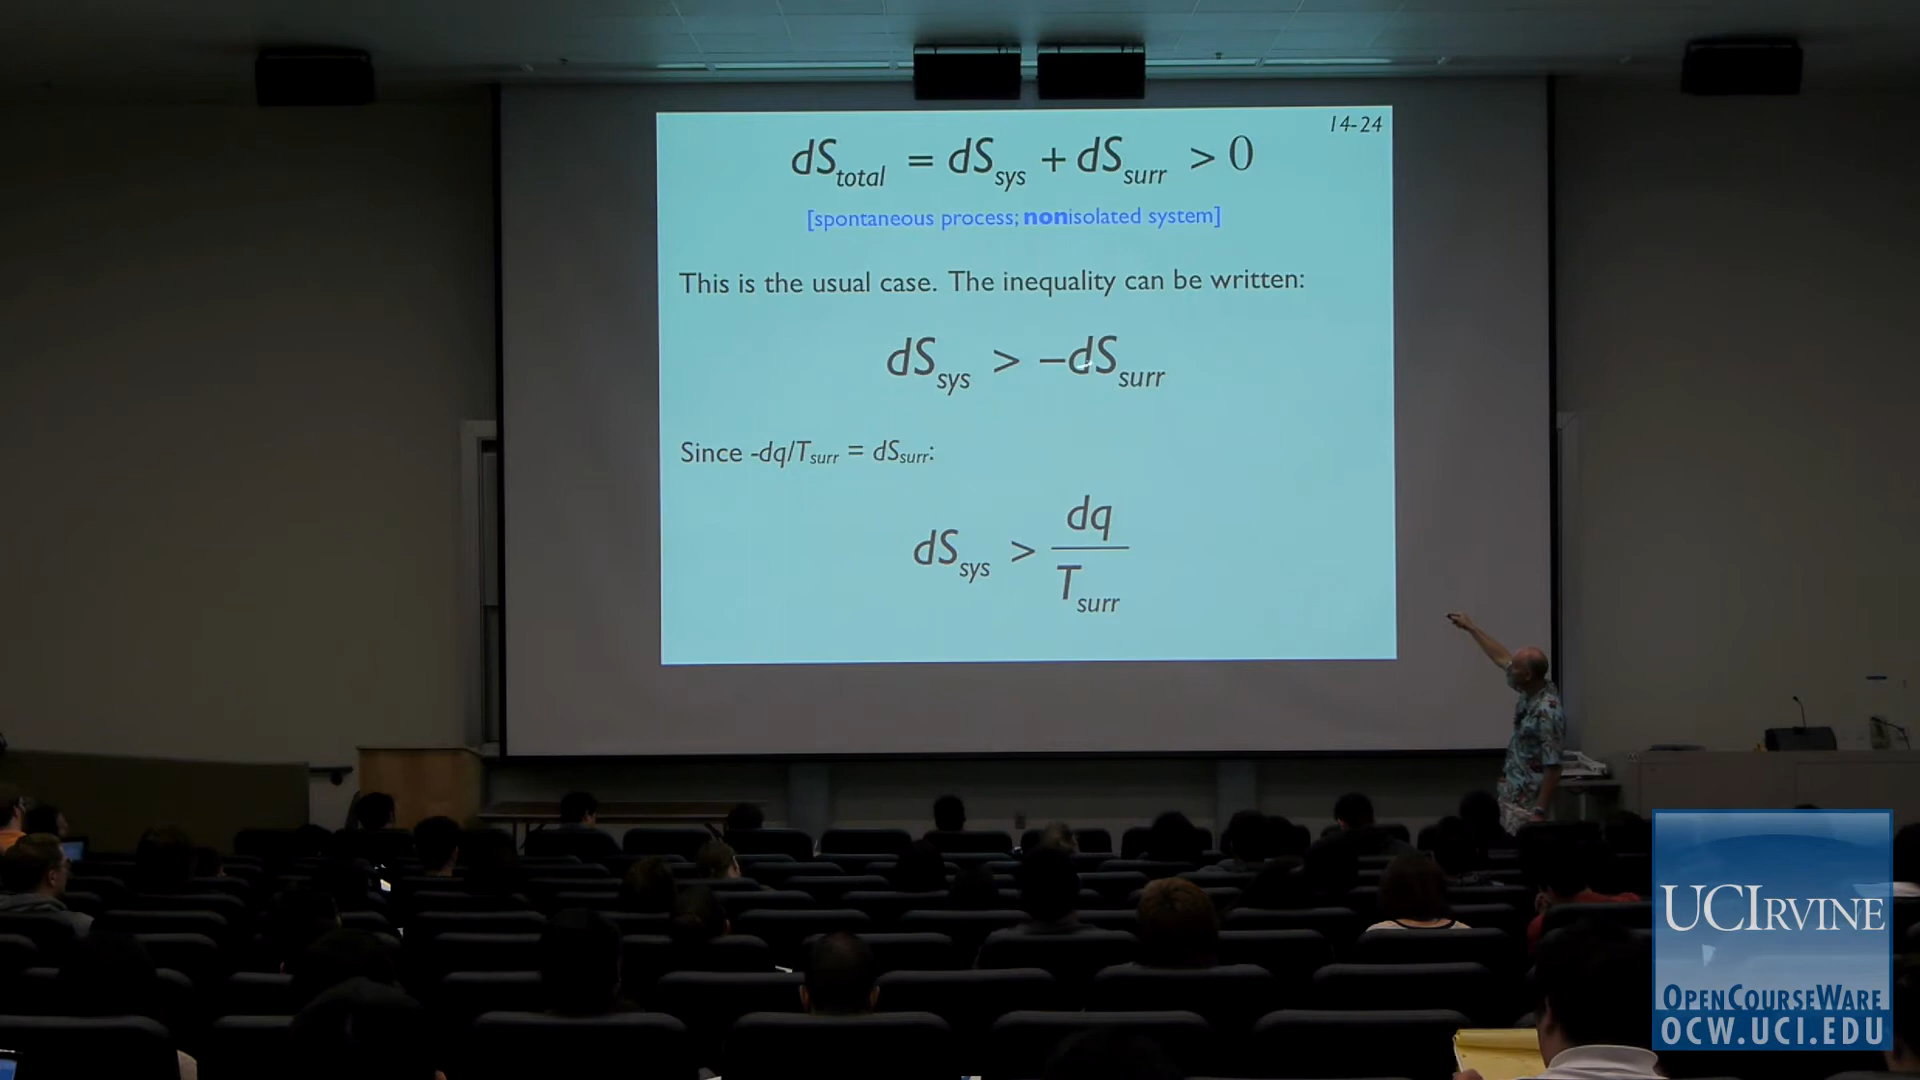 14-24
dS_total = dS_sys + dS_surr > 0
[spontaneous process; nonisolated system]
This is the usual case. The inequality can be written:
dS_sys > –dS_surr
Since -dq/T_surr = dS_surr:
dS_sys > dq/T_surr
UCIRVINE
OPENCOURSEWARE
OCW.UCI.EDU